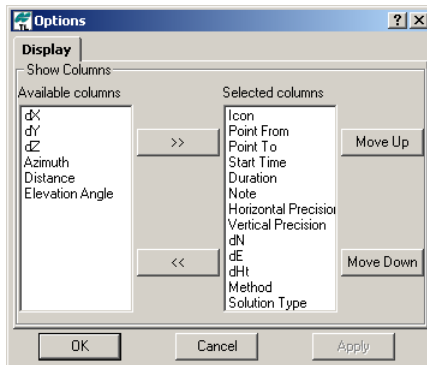 Options
Display
Show Columns
Available columns
Selected columns
dX
dY
dZ
Azimuth
Distance
Elevation Angle
>>
<<
Icon
Point From
Point To
Start Time
Duration
Note
Horizontal Precision
Vertical Precision
dN
dE
dHt
Method
Solution Type
Move Up
Move Down
OK
Cancel
Apply